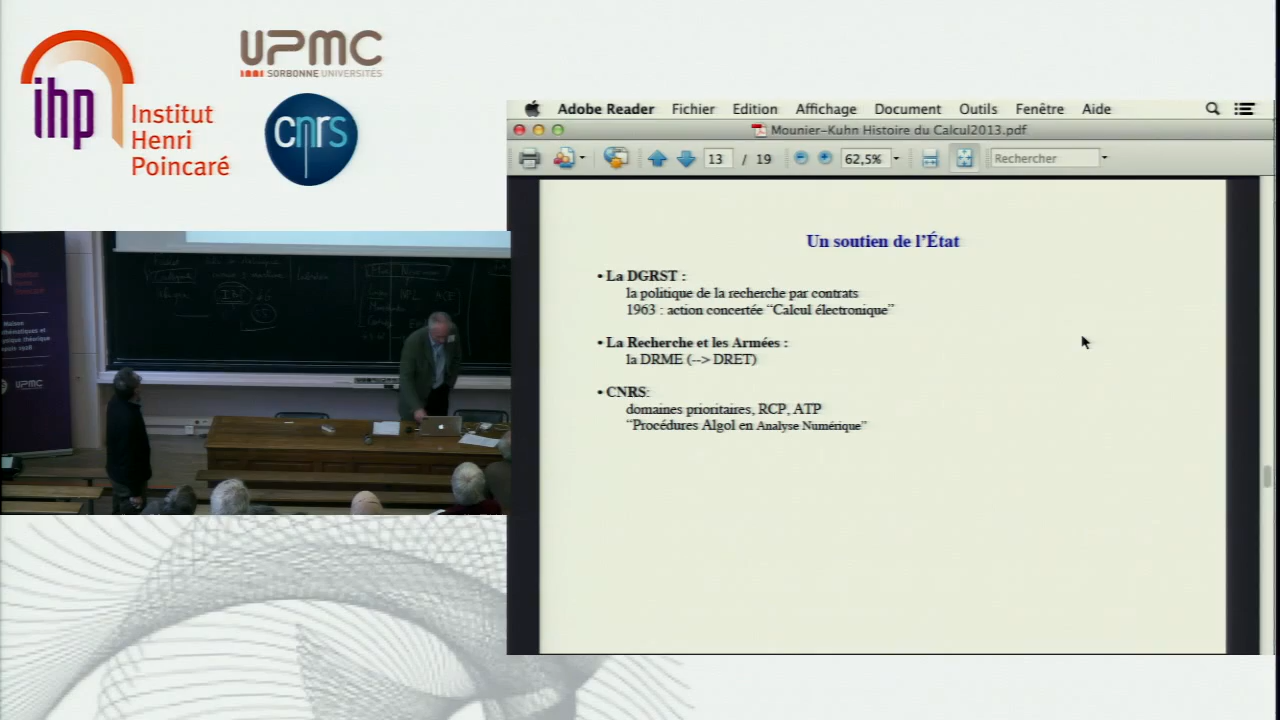 ihp
Institut
Henri
Poincaré
UPMC
SORBONNE UNIVERSITÉS
cnrs
Adobe Reader Fichier Edition Affichage Document Outils Fenêtre Aide
Mounier-Kuhn Histoire du Calcul2013.pdf
13 / 19 62,5% Rechercher
Un soutien de l'État
• La DGRST :
la politique de la recherche par contrats
1963 : action concertée “Calcul électronique”
• La Recherche et les Armées :
la DRME (--> DRET)
• CNRS:
domaines prioritaires, RCP, ATP
“Procédures Algol en Analyse Numérique”
UPMC